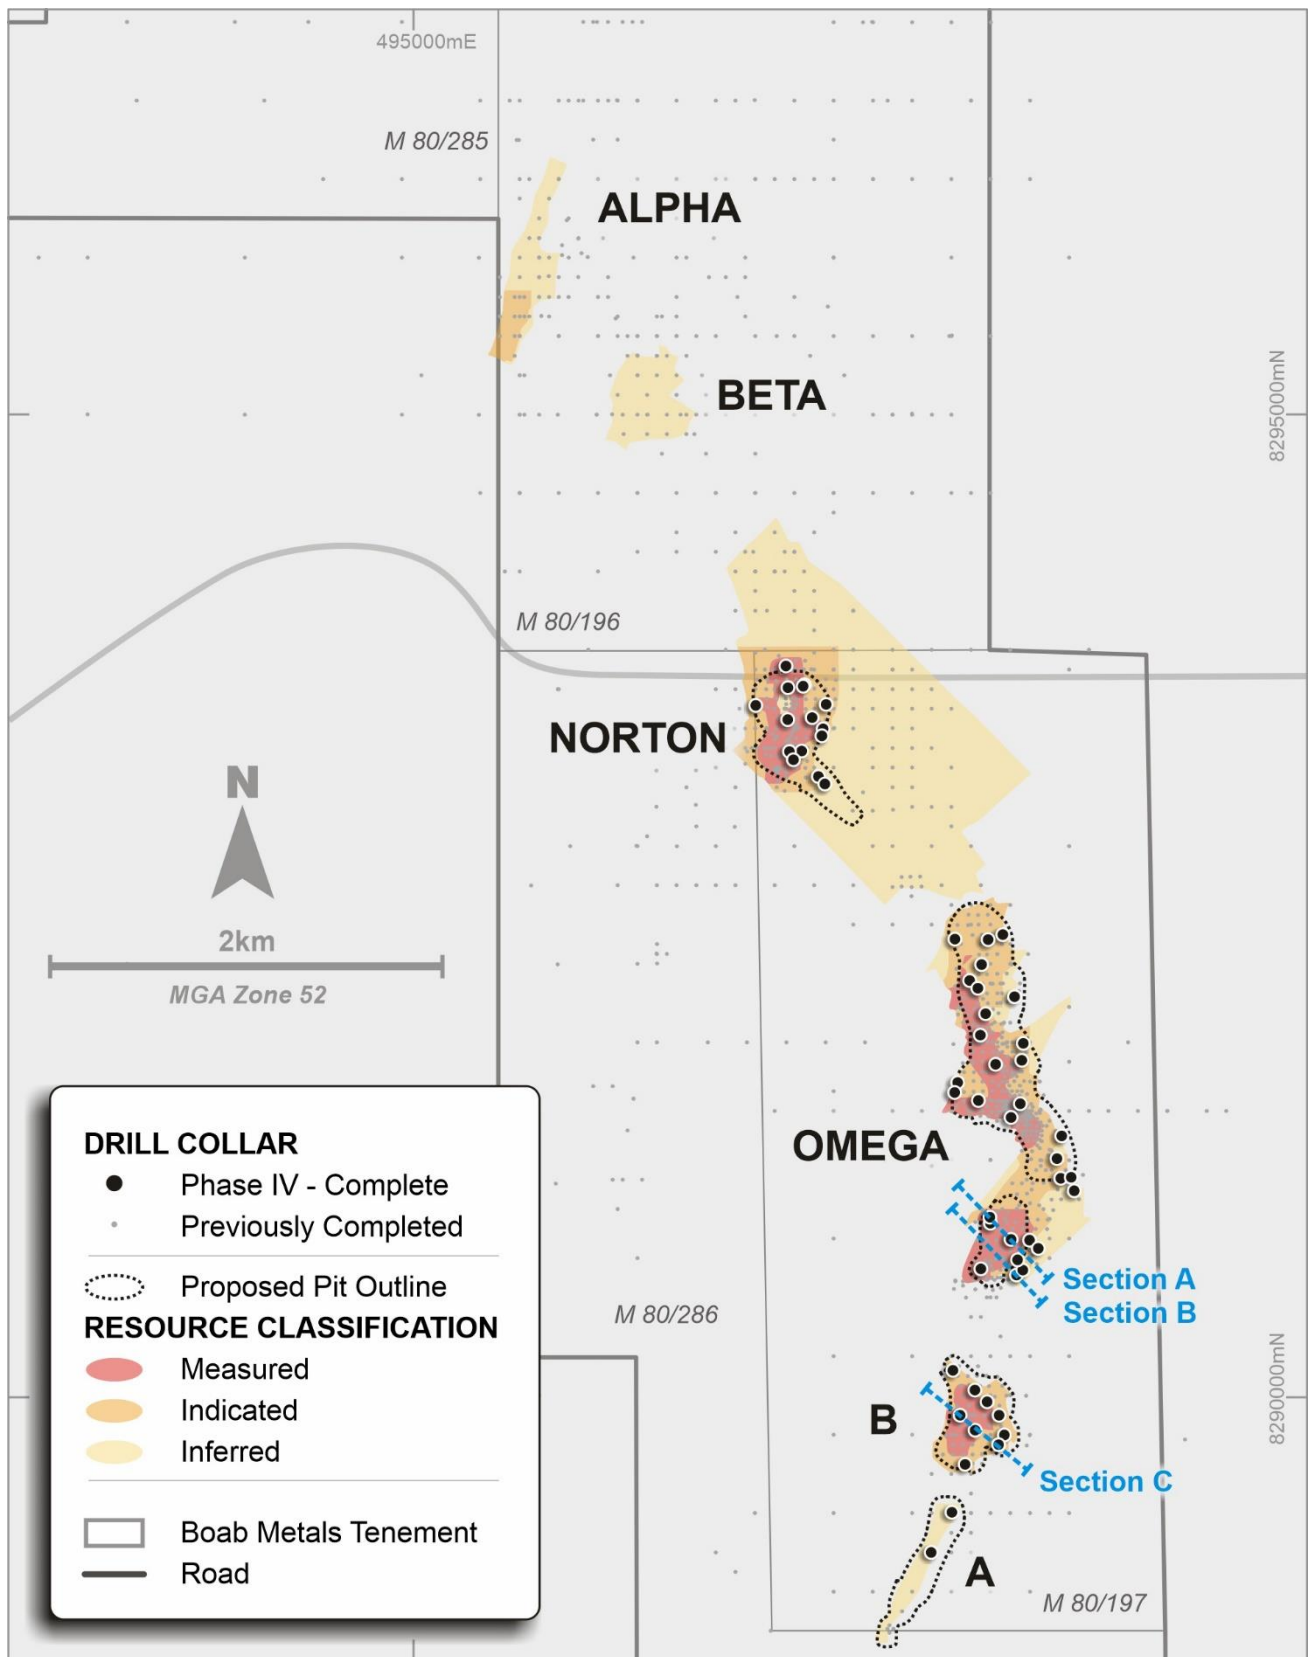 495000mE
M 80/285
ALPHA
BETA
8295000mN
M 80/196
NORTON
N
2km
MGA Zone 52
OMEGA
Section A
Section B
M 80/286
B
8290000mN
Section C
A
M 80/197
DRILL COLLAR
Phase IV - Complete
Previously Completed
Proposed Pit Outline
RESOURCE CLASSIFICATION
Measured
Indicated
Inferred
Boab Metals Tenement
Road